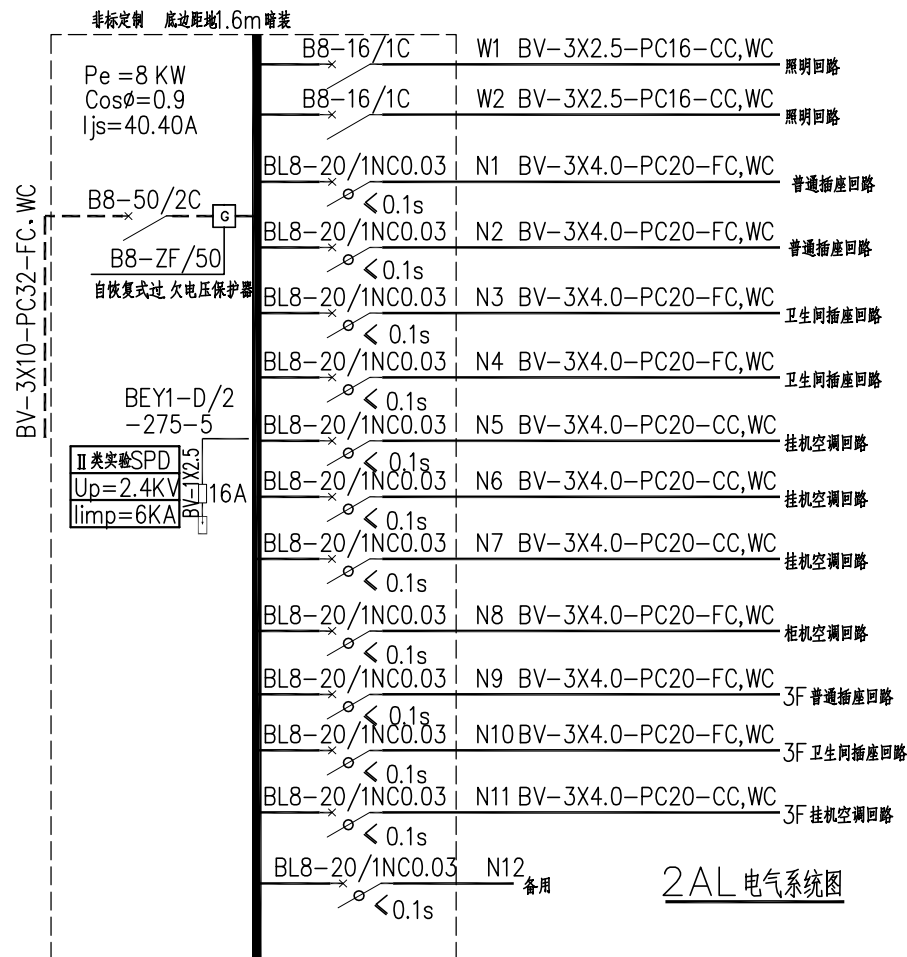 非标定制 底边距地1.6m暗装
Pe=8 KW
CosØ=0.9
Ijs=40.40A
BV-3X10-PC32-FC,WC
B8-50/2C
G
B8-ZF/50
自恢复式过 欠电压保护器
BEY1-D/2
-275-5
II 类实验SPD
Up=2.4KV
Iimp=6KA
BV-1X2.5
16A
B8-16/1C W1 BV-3X2.5-PC16-CC,WC 照明回路
B8-16/1C W2 BV-3X2.5-PC16-CC,WC 照明回路
BL8-20/1NC0.03 N1 BV-3X4.0-PC20-FC,WC 普通插座回路
<0.1s
BL8-20/1NC0.03 N2 BV-3X4.0-PC20-FC,WC 普通插座回路
<0.1s
BL8-20/1NC0.03 N3 BV-3X4.0-PC20-FC,WC 卫生间插座回路
< 0.1s
BL8-20/1NC0.03 N4 BV-3X4.0-PC20-FC,WC 卫生间插座回路
< 0.1s
BL8-20/1NC0.03 N5 BV-3X4.0-PC20-CC,WC 挂机空调回路
< 0.1s
BL8-20/1NC0.03 N6 BV-3X4.0-PC20-CC,WC 挂机空调回路
< 0.1s
BL8-20/1NC0.03 N7 BV-3X4.0-PC20-CC,WC 挂机空调回路
< 0.1s
BL8-20/1NC0.03 N8 BV-3X4.0-PC20-FC,WC 柜机空调回路
< 0.1s
BL8-20/1NC0.03 N9 BV-3X4.0-PC20-FC,WC 3F 普通插座回路
< 0.1s
BL8-20/1NC0.03 N10 BV-3X4.0-PC20-FC,WC 3F 卫生间插座回路
< 0.1s
BL8-20/1NC0.03 N11 BV-3X4.0-PC20-CC,WC 3F 挂机空调回路
< 0.1s
BL8-20/1NC0.03 N12 备用
<0.1s
2AL 电气系统图